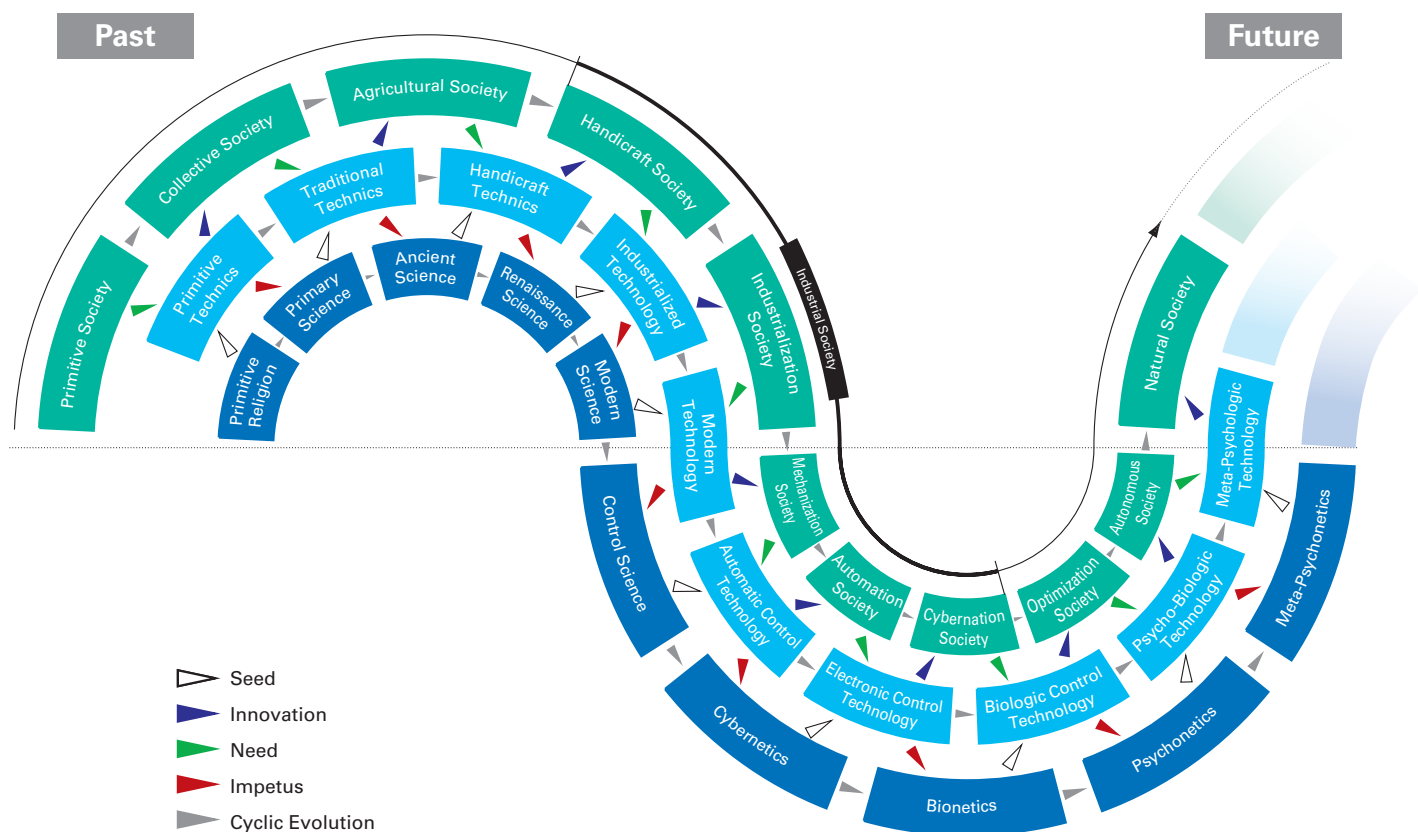 Past
Future
Primitive Society
Collective Society
Agricultural Society
Handicraft Society
Industrialization
Society
Industrial Society
Mechanization
Society
Automation
Society
Cybernation
Society
Optimization
Society
Autonomous
Society
Natural Society
Primitive
Technics
Traditional
Technics
Handicraft
Technics
Industrialized
Technology
Modern
Technology
Automatic Control
Technology
Electronic Control
Technology
Biologic Control
Technology
Psycho-Biologic
Technology
Meta-Psychologic
Technology
Primitive
Religion
Primary
Science
Ancient
Science
Renaissance
Science
Modern
Science
Control Science
Cybernetics
Bionetics
Psychonetics
Meta-Psychonetics
Seed
Innovation
Need
Impetus
Cyclic Evolution